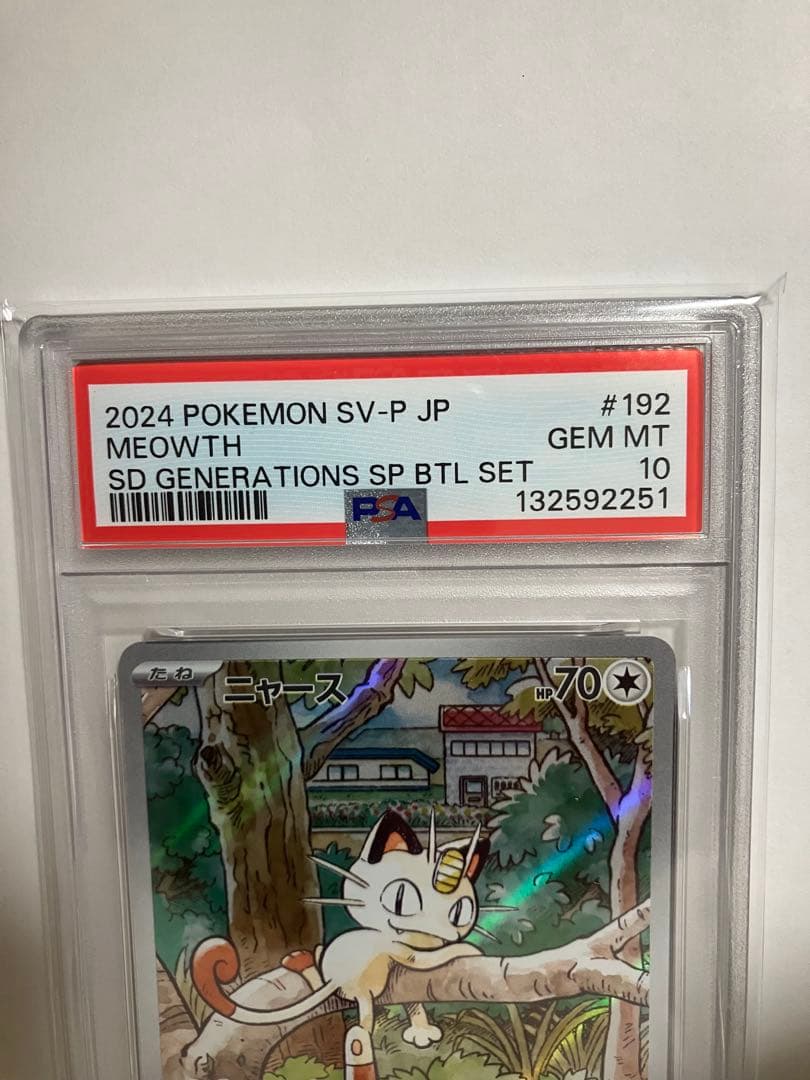 2024 POKEMON SV-P JP #192
MEOWTH GEM MT
SD GENERATIONS SP BTL SET 10
PSA 132592251
たね ニャース HP70